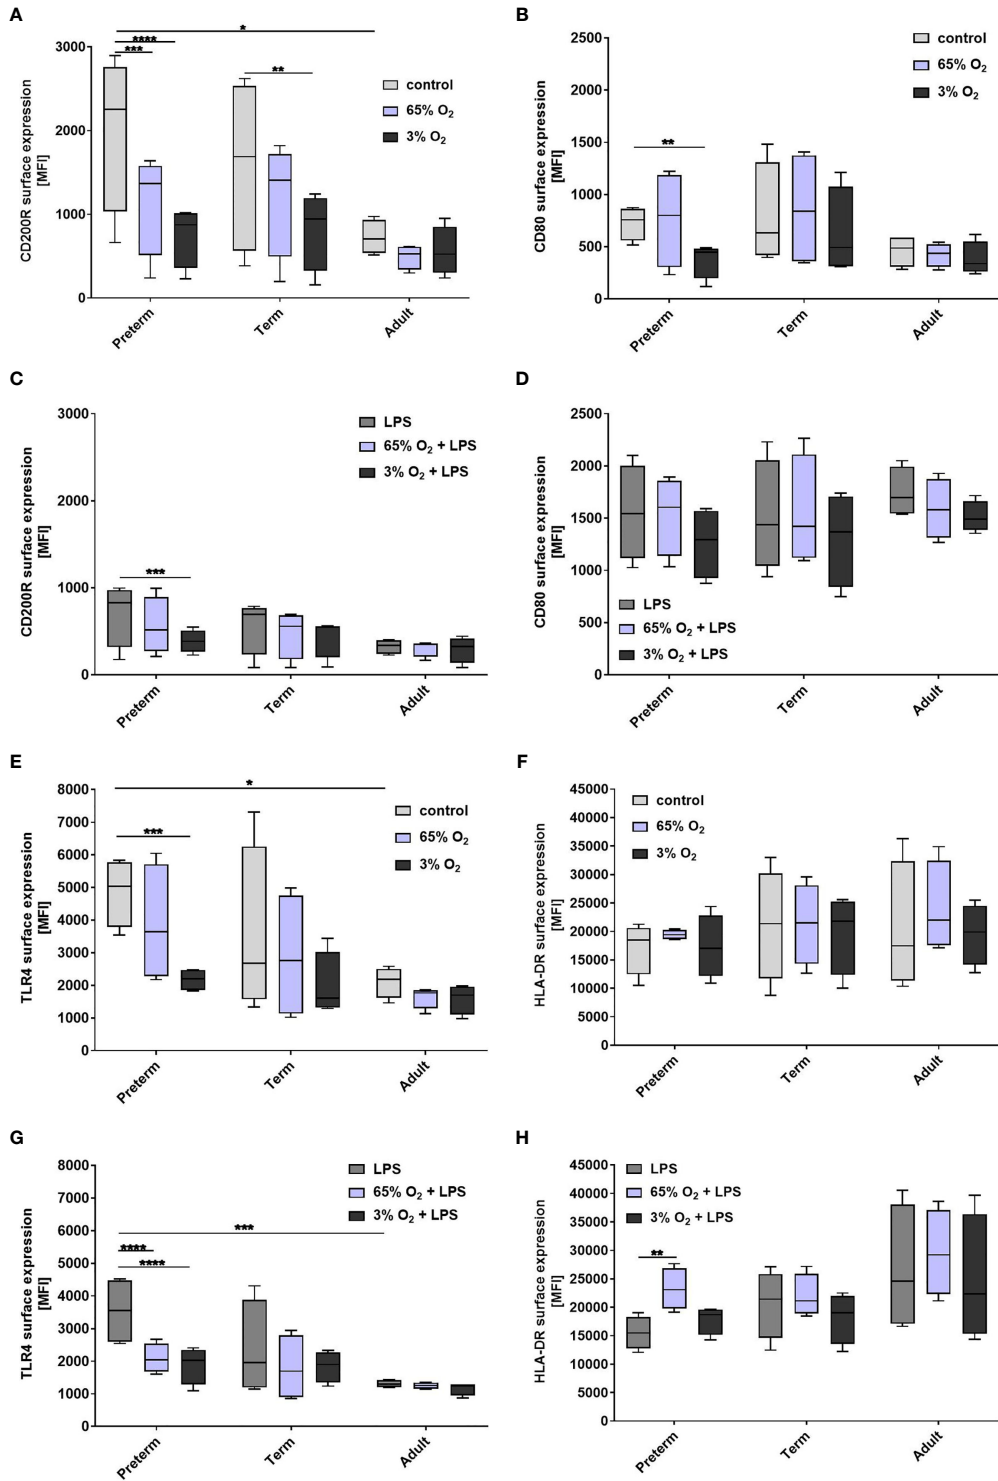 A
CD200R surface expression
[MFI]
3000
2000
1000
0
*
****
***
**
control
65% O₂
3% O₂
Preterm
Term
Adult
B
CD80 surface expression
[MFI]
2500
2000
1500
1000
500
0
**
control
65% O₂
3% O₂
Preterm
Term
Adult
C
CD200R surface expression
[MFI]
3000
2000
1000
0
***
LPS
65% O₂ + LPS
3% O₂ + LPS
Preterm
Term
Adult
D
CD80 surface expression
[MFI]
2500
2000
1500
1000
500
0
LPS
65% O₂ + LPS
3% O₂ + LPS
Preterm
Term
Adult
E
TLR4 surface expression
[MFI]
8000
7000
6000
5000
4000
3000
2000
1000
0
*
***
control
65% O₂
3% O₂
Preterm
Term
Adult
F
HLA-DR surface expression
[MFI]
45000
40000
35000
30000
25000
20000
15000
10000
5000
0
control
65% O₂
3% O₂
Preterm
Term
Adult
G
TLR4 surface expression
[MFI]
8000
7000
6000
5000
4000
3000
2000
1000
0
***
****
****
LPS
65% O₂ + LPS
3% O₂ + LPS
Preterm
Term
Adult
H
HLA-DR surface expression
[MFI]
45000
40000
35000
30000
25000
20000
15000
10000
5000
0
**
LPS
65% O₂ + LPS
3% O₂ + LPS
Preterm
Term
Adult